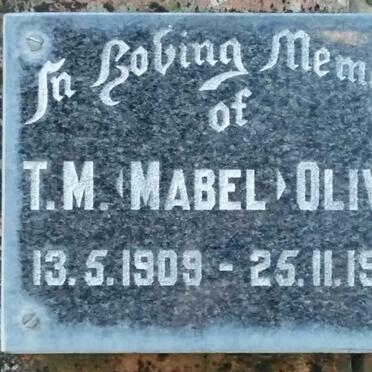 In Loving Mem
of
T.M. (MABEL) OLIV
13.5.1909 - 25.11.19